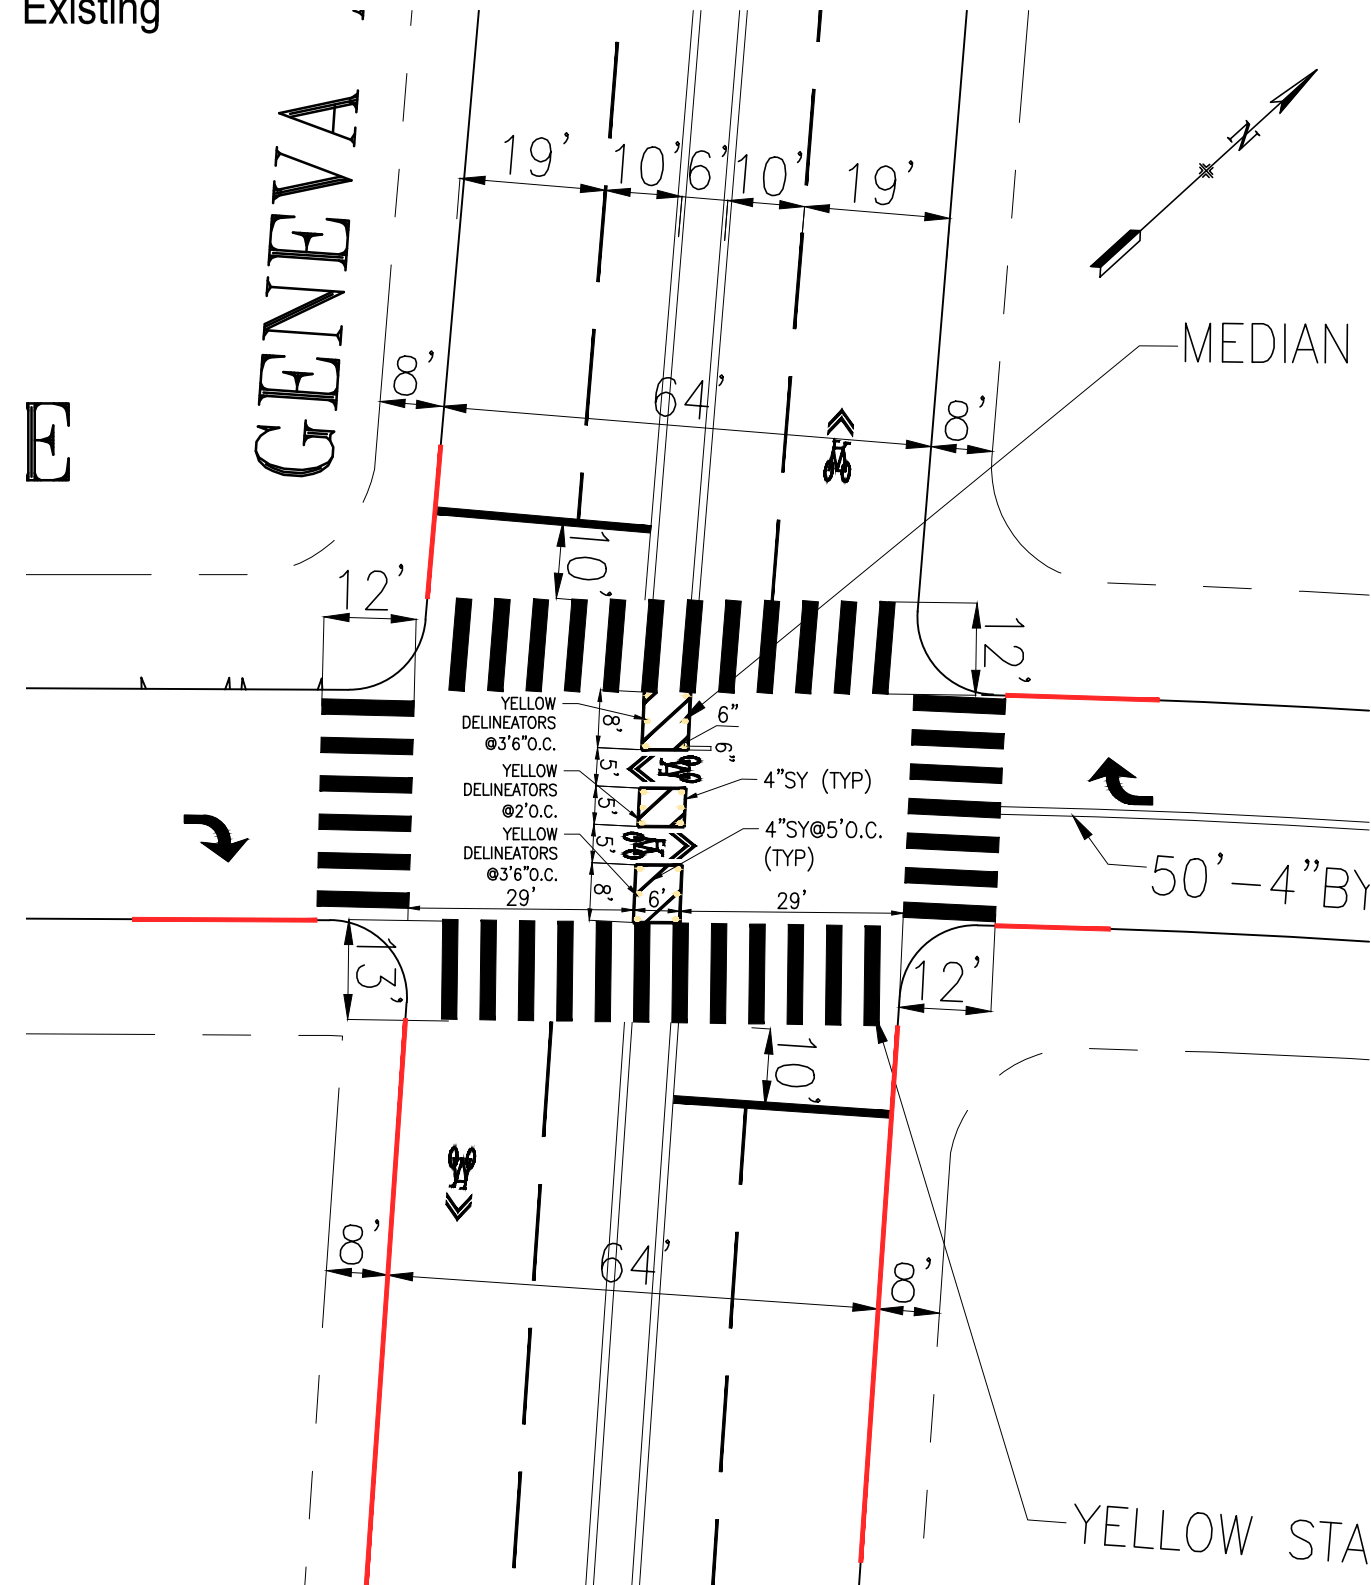 Existing
GENEVA
E
19'
10'
6'
10'
19'
N
MEDIAN
8'
64'
8'
10'
12'
12'
YELLOW
DELINEATORS
@3'6"O.C.
8'
6"
6"
5'
YELLOW
DELINEATORS
@2'O.C.
5'
4"SY (TYP)
YELLOW
DELINEATORS
@3'6"O.C.
5'
4"SY@5'O.C.
(TYP)
8'
29'
6'
29'
50'-4"BY
13'
12'
10'
8'
64'
8'
YELLOW STA